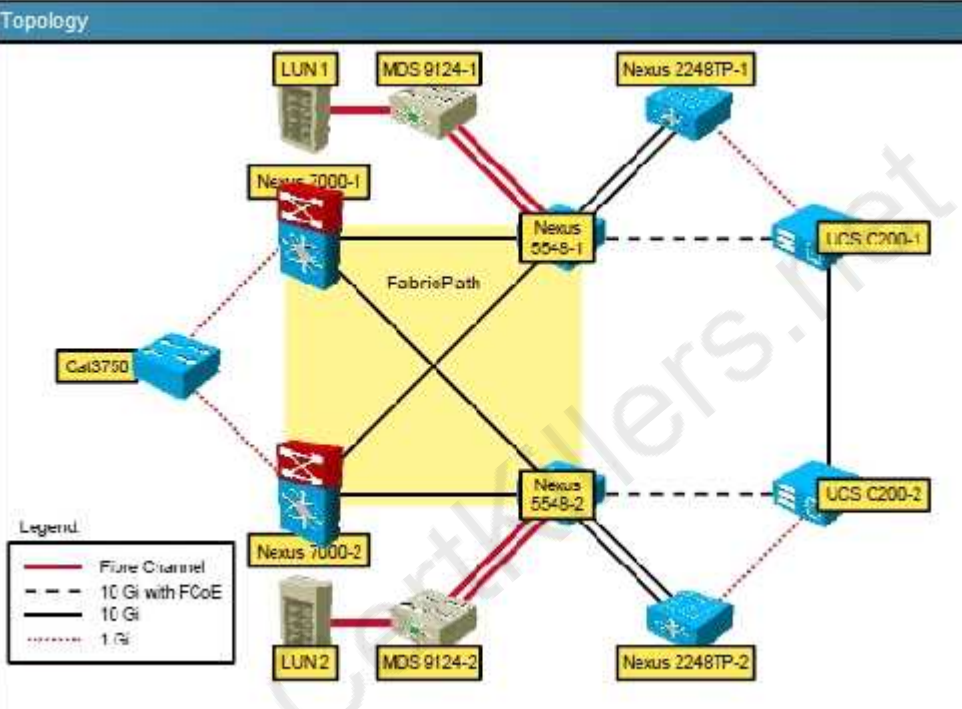 Topology
LUN 1
MDS 9124-1
Nexus 2248TP-1
Nexus 7000-1
Nexus
5548-1
UCS C200-1
FabricPath
Cat3750
Nexus
5548-2
UCS C200-2
Legend:
Nexus 7000-2
Fibre Channel
10 Gi with FCoE
10 Gi
1 Gi
LUN 2
MDS 9124-2
Nexus 2248TP-2
CertKillers.net